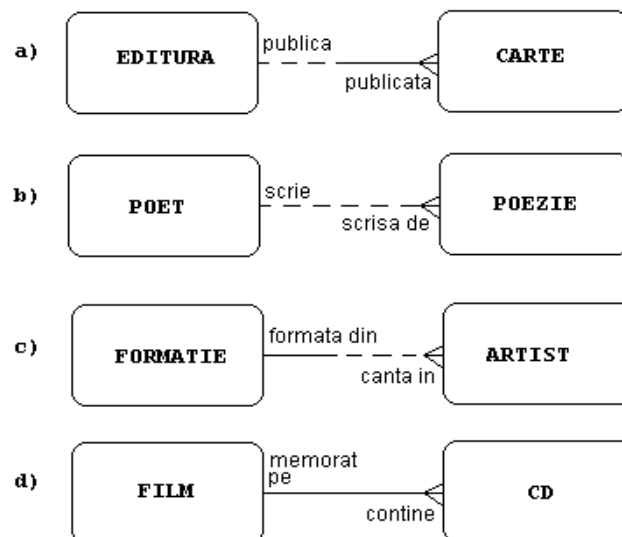 a) EDITURA publica CARTE
publicata
b) POET scrie POEZIE
scrisa de
c) FORMATIE formata din ARTIST
canta in
d) FILM memorat pe CD
contine